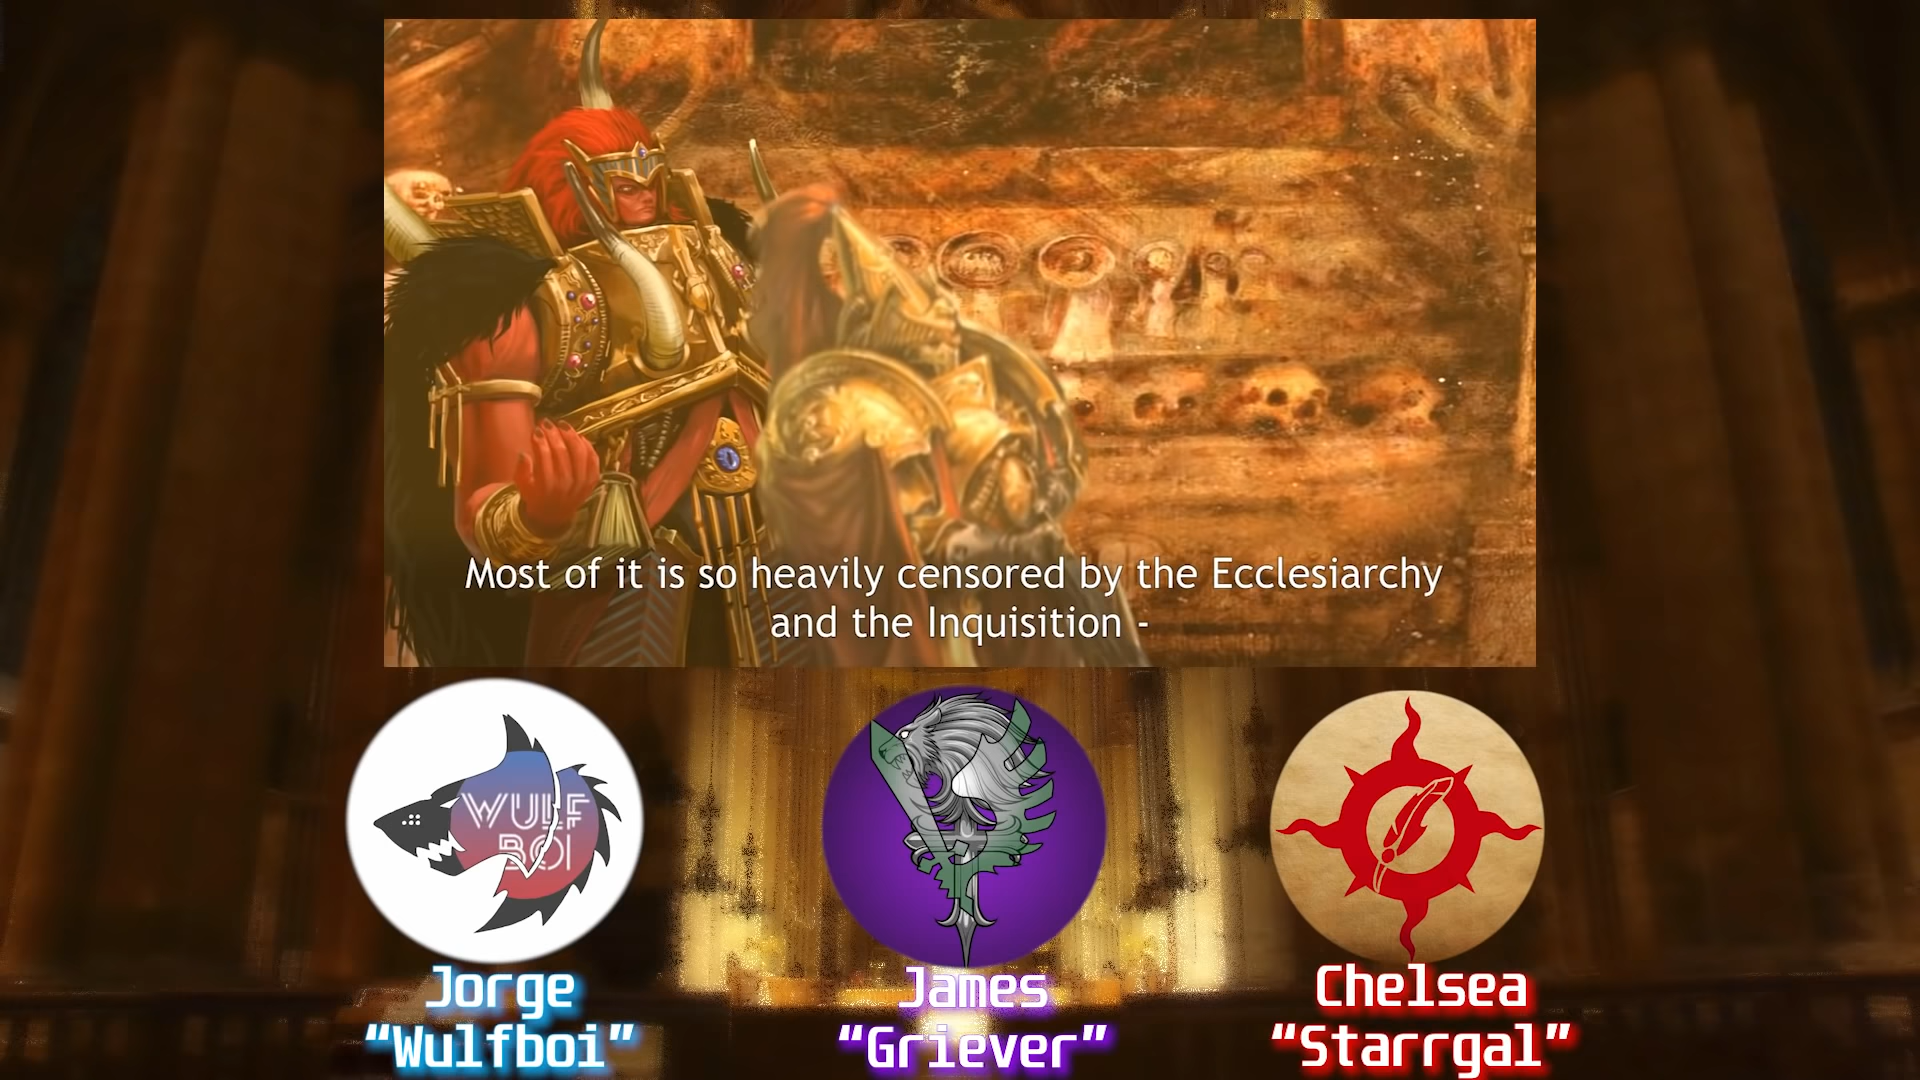 Most of it is so heavily censored by the Ecclesiarchy
and the Inquisition -
WULF
BOI
Jorge
“Wulfboi”
James
“Griever”
Chelsea
“Starrgal”